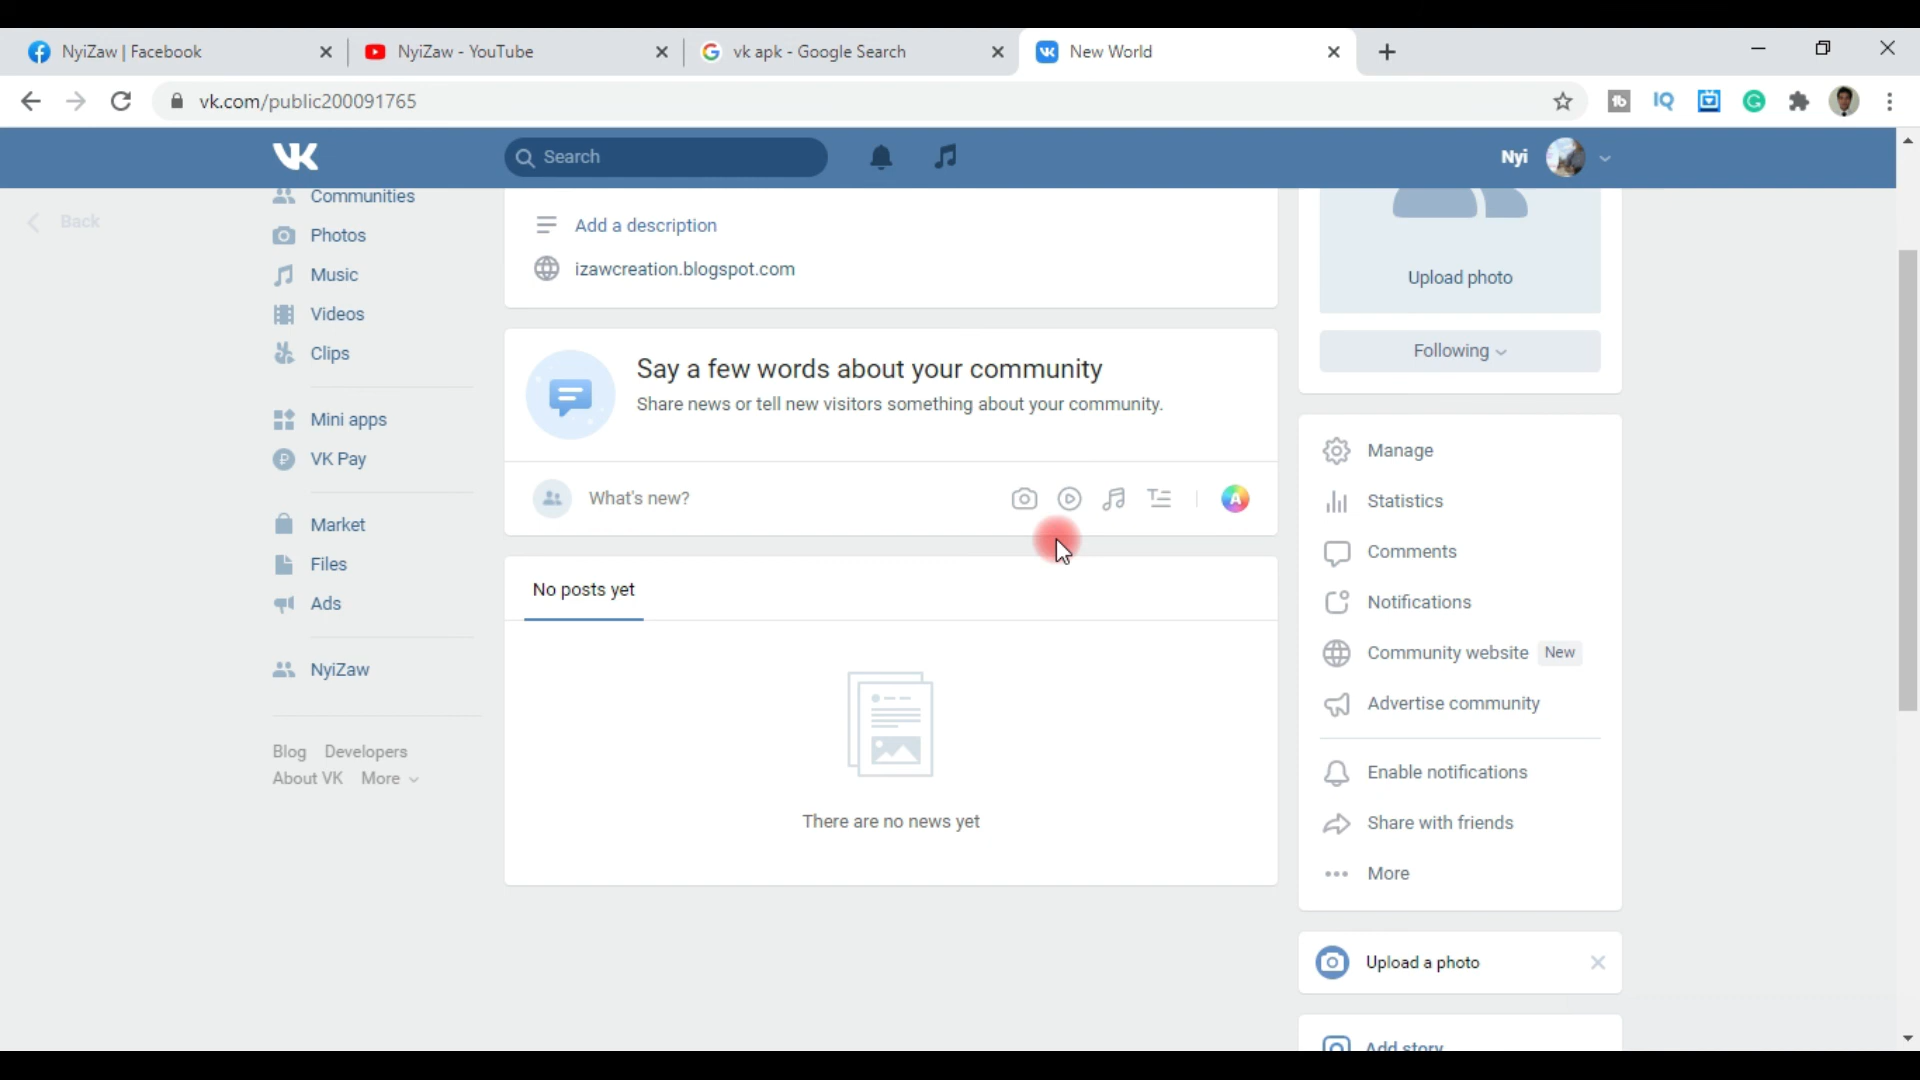 NyiZaw | Facebook
NyiZaw - YouTube
vk apk - Google Search
New World
vk.com/public200091765
tb
IQ
Search
Nyi
Back
Communities
Photos
Music
Videos
Clips
Mini apps
VK Pay
Market
Files
Ads
NyiZaw
Blog Developers
About VK More
Add a description
izawcreation.blogspot.com
Say a few words about your community
Share news or tell new visitors something about your community.
What's new?
A
No posts yet
There are no news yet
Upload photo
Following
Manage
Statistics
Comments
Notifications
Community website New
Advertise community
Enable notifications
Share with friends
More
Upload a photo
Add story